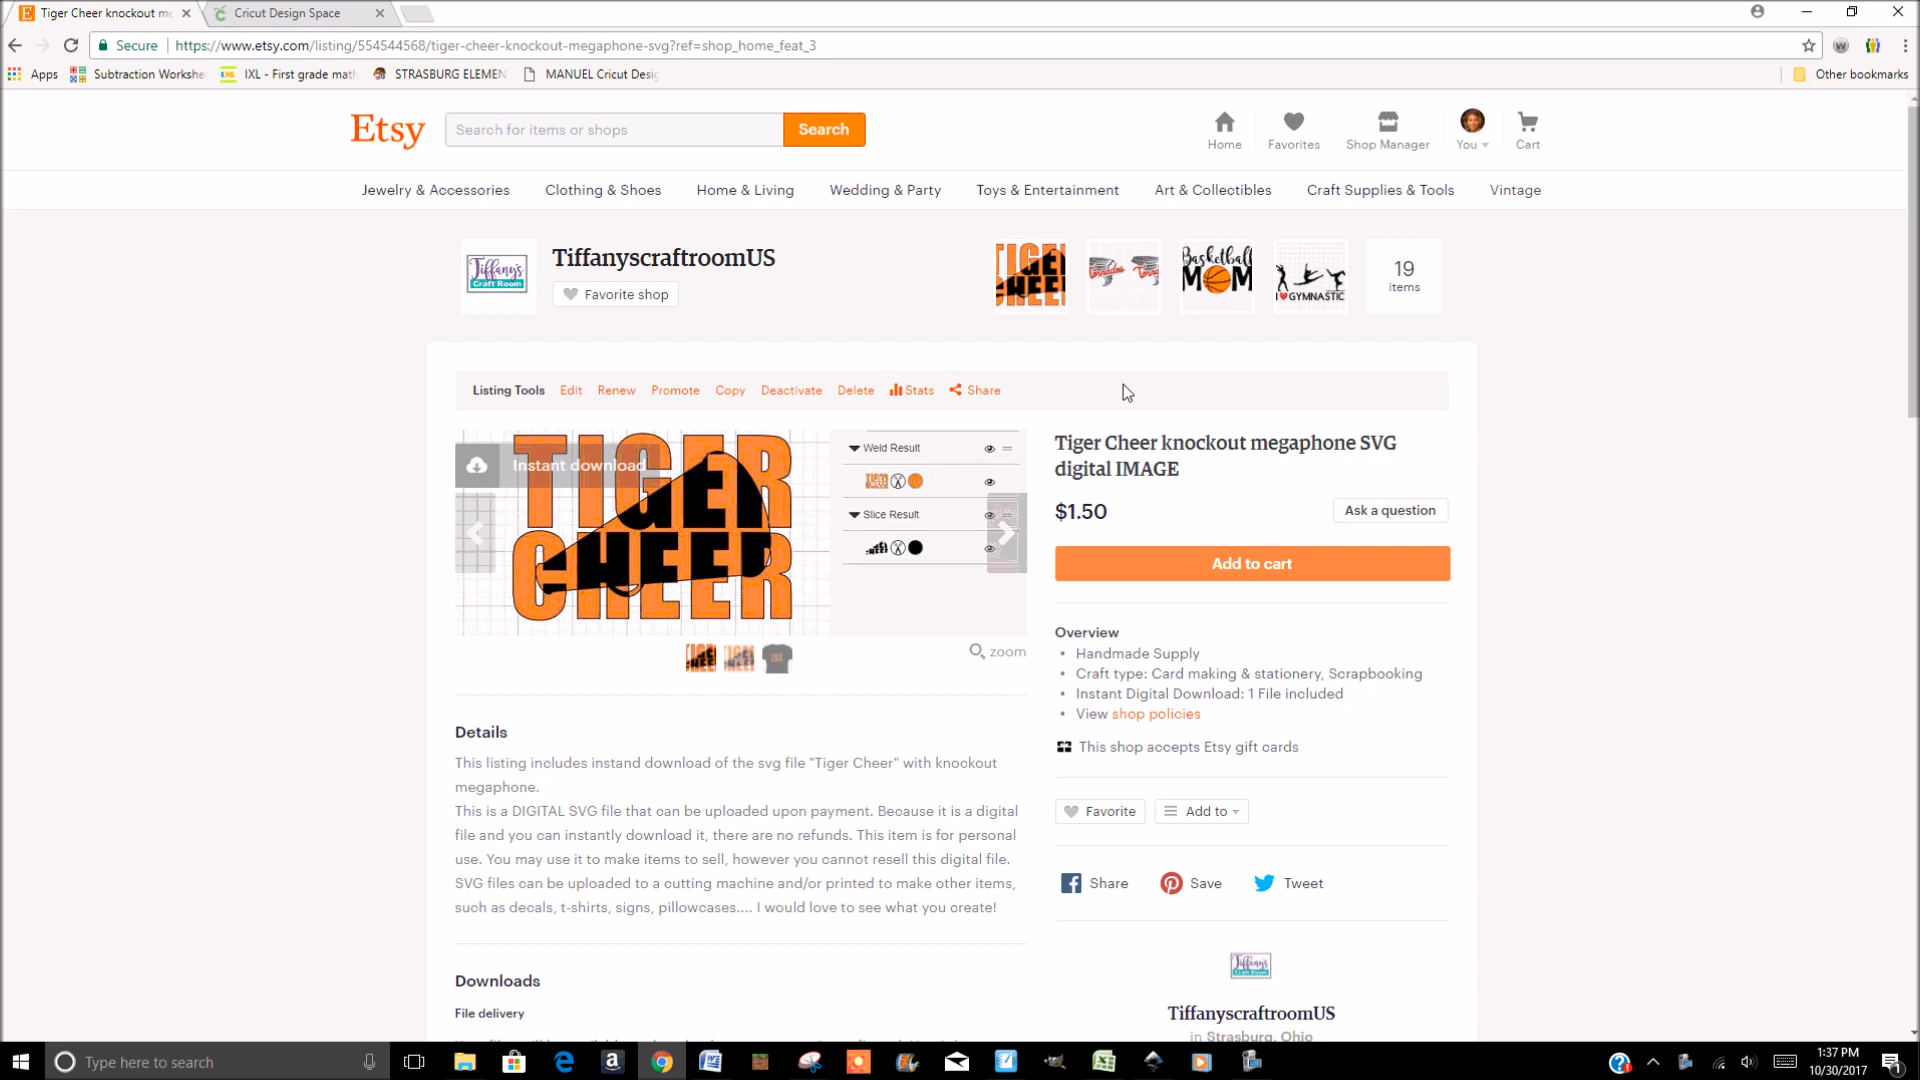 Tiger Cheer knockout m
Cricut Design Space
Secure
https://www.etsy.com/listing/554544568/tiger-cheer-knockout-megaphone-svg?ref=shop_home_feat_3
Apps
Subtraction Workshe
IXL - First grade mat
STRASBURG ELEMEN
MANUEL Cricut Desi
Other bookmarks
Etsy
Search for items or shops
Search
Home
Favorites
Shop Manager
You
Cart
Jewelry & Accessories
Clothing & Shoes
Home & Living
Wedding & Party
Toys & Entertainment
Art & Collectibles
Craft Supplies & Tools
Vintage
Tiffany's
Craft Room
TiffanyscraftroomUS
Favorite shop
TIGER
CHEER
Tornados
Basketball
MOM
I GYMNASTIC
19
items
Listing Tools
Edit
Renew
Promote
Copy
Deactivate
Delete
Stats
Share
Instant download
TIGER
CHEER
Weld Result
Slice Result
zoom
Tiger Cheer knockout megaphone SVG
digital IMAGE
$1.50
Ask a question
Add to cart
Overview
• Handmade Supply
• Craft type: Card making & stationery, Scrapbooking
• Instant Digital Download: 1 File included
• View shop policies
This shop accepts Etsy gift cards
Favorite
Add to
Share
Save
Tweet
Tiffany's
Craft Room
TiffanyscraftroomUS
in Strasburg, Ohio
Details
This listing includes instand download of the svg file "Tiger Cheer" with knockout
megaphone.
This is a DIGITAL SVG file that can be uploaded upon payment. Because it is a digital
file and you can instantly download it, there are no refunds. This item is for personal
use. You may use it to make items to sell, however you cannot resell this digital file.
SVG files can be uploaded to a cutting machine and/or printed to make other items,
such as decals, t-shirts, signs, pillowcases.... I would love to see what you create!
Downloads
File delivery
Type here to search
1:37 PM
10/30/2017